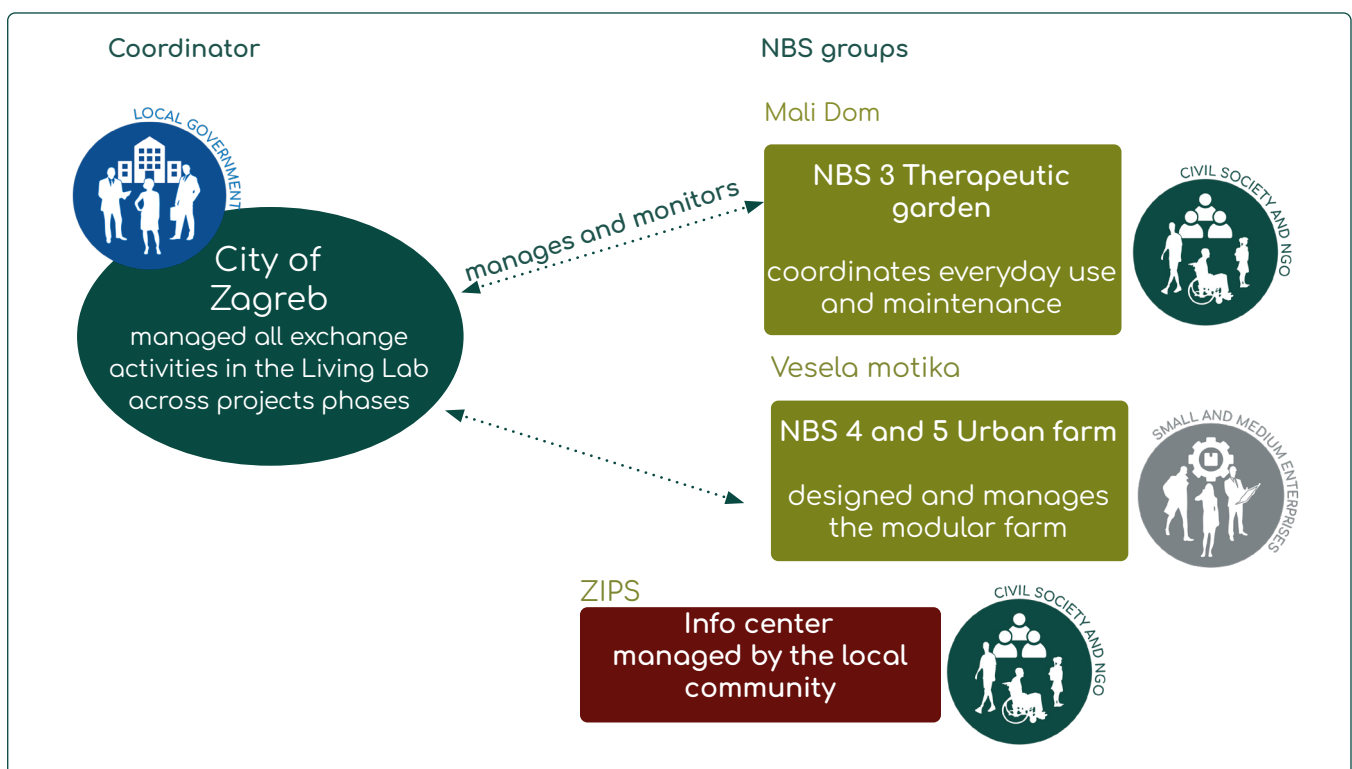 Coordinator
NBS groups
LOCAL GOVERNMENT
City of
Zagreb
managed all exchange
activities in the Living Lab
across projects phases
manages and monitors
Mali Dom
NBS 3 Therapeutic
garden
coordinates everyday use
and maintenance
CIVIL SOCIETY AND NGO
Vesela motika
NBS 4 and 5 Urban farm
designed and manages
the modular farm
SMALL AND MEDIUM ENTERPRISES
ZIPS
Info center
managed by the local
community
CIVIL SOCIETY AND NGO